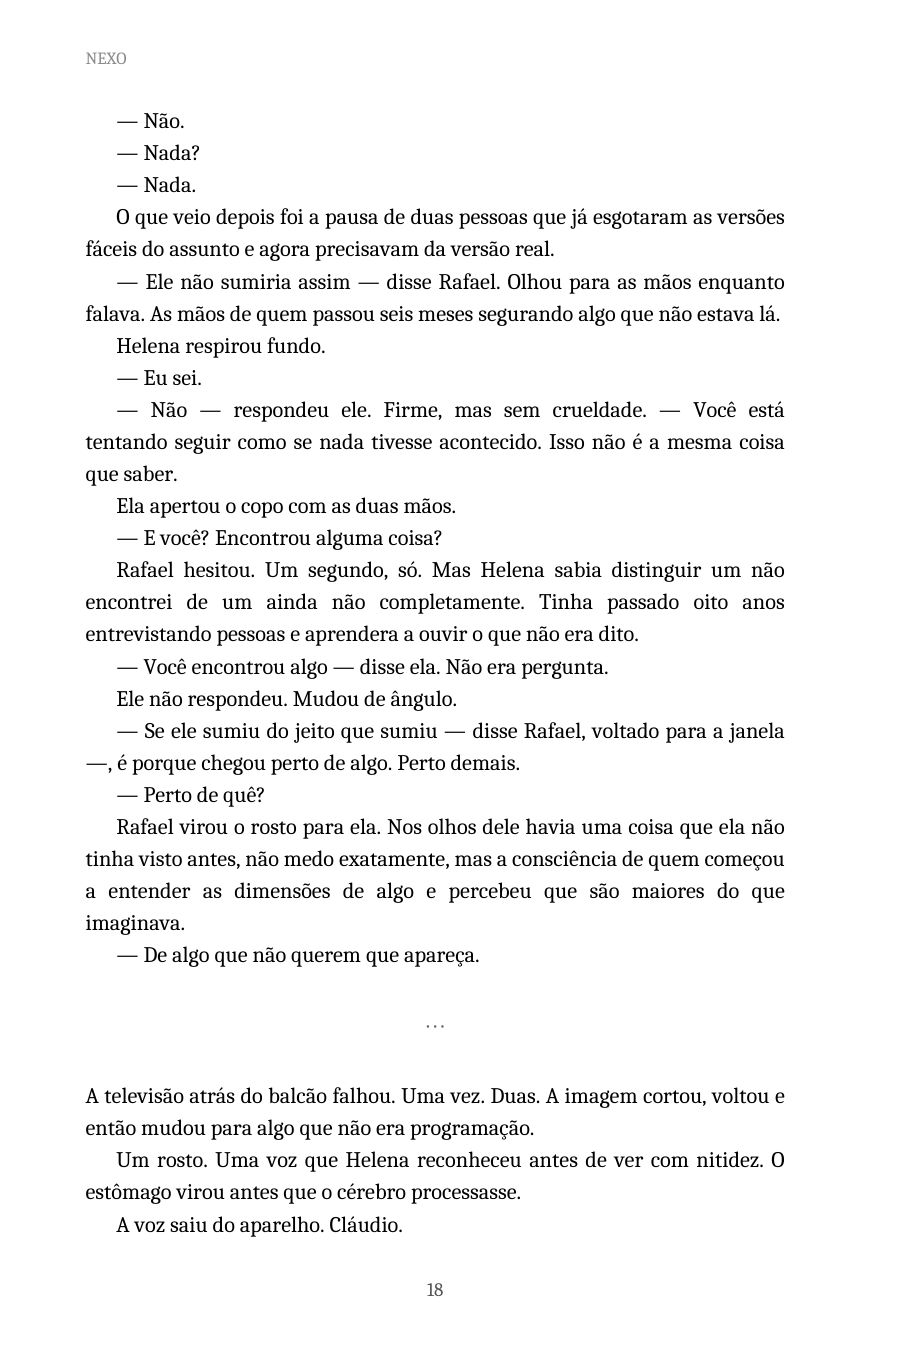 NEXO
— Não.
— Nada?
— Nada.
O que veio depois foi a pausa de duas pessoas que já esgotaram as versões
fáceis do assunto e agora precisavam da versão real.
— Ele não sumiria assim — disse Rafael. Olhou para as mãos enquanto
falava. As mãos de quem passou seis meses segurando algo que não estava lá.
Helena respirou fundo.
— Eu sei.
— Não — respondeu ele. Firme, mas sem crueldade. — Você está
tentando seguir como se nada tivesse acontecido. Isso não é a mesma coisa
que saber.
Ela apertou o copo com as duas mãos.
— E você? Encontrou alguma coisa?
Rafael hesitou. Um segundo, só. Mas Helena sabia distinguir um não
encontrei de um ainda não completamente. Tinha passado oito anos
entrevistando pessoas e aprendera a ouvir o que não era dito.
— Você encontrou algo — disse ela. Não era pergunta.
Ele não respondeu. Mudou de ângulo.
— Se ele sumiu do jeito que sumiu — disse Rafael, voltado para a janela
—, é porque chegou perto de algo. Perto demais.
— Perto de quê?
Rafael virou o rosto para ela. Nos olhos dele havia uma coisa que ela não
tinha visto antes, não medo exatamente, mas a consciência de quem começou
a entender as dimensões de algo e percebeu que são maiores do que
imaginava.
— De algo que não querem que apareça.
...
A televisão atrás do balcão falhou. Uma vez. Duas. A imagem cortou, voltou e
então mudou para algo que não era programação.
Um rosto. Uma voz que Helena reconheceu antes de ver com nitidez. O
estômago virou antes que o cérebro processasse.
A voz saiu do aparelho. Cláudio.
18